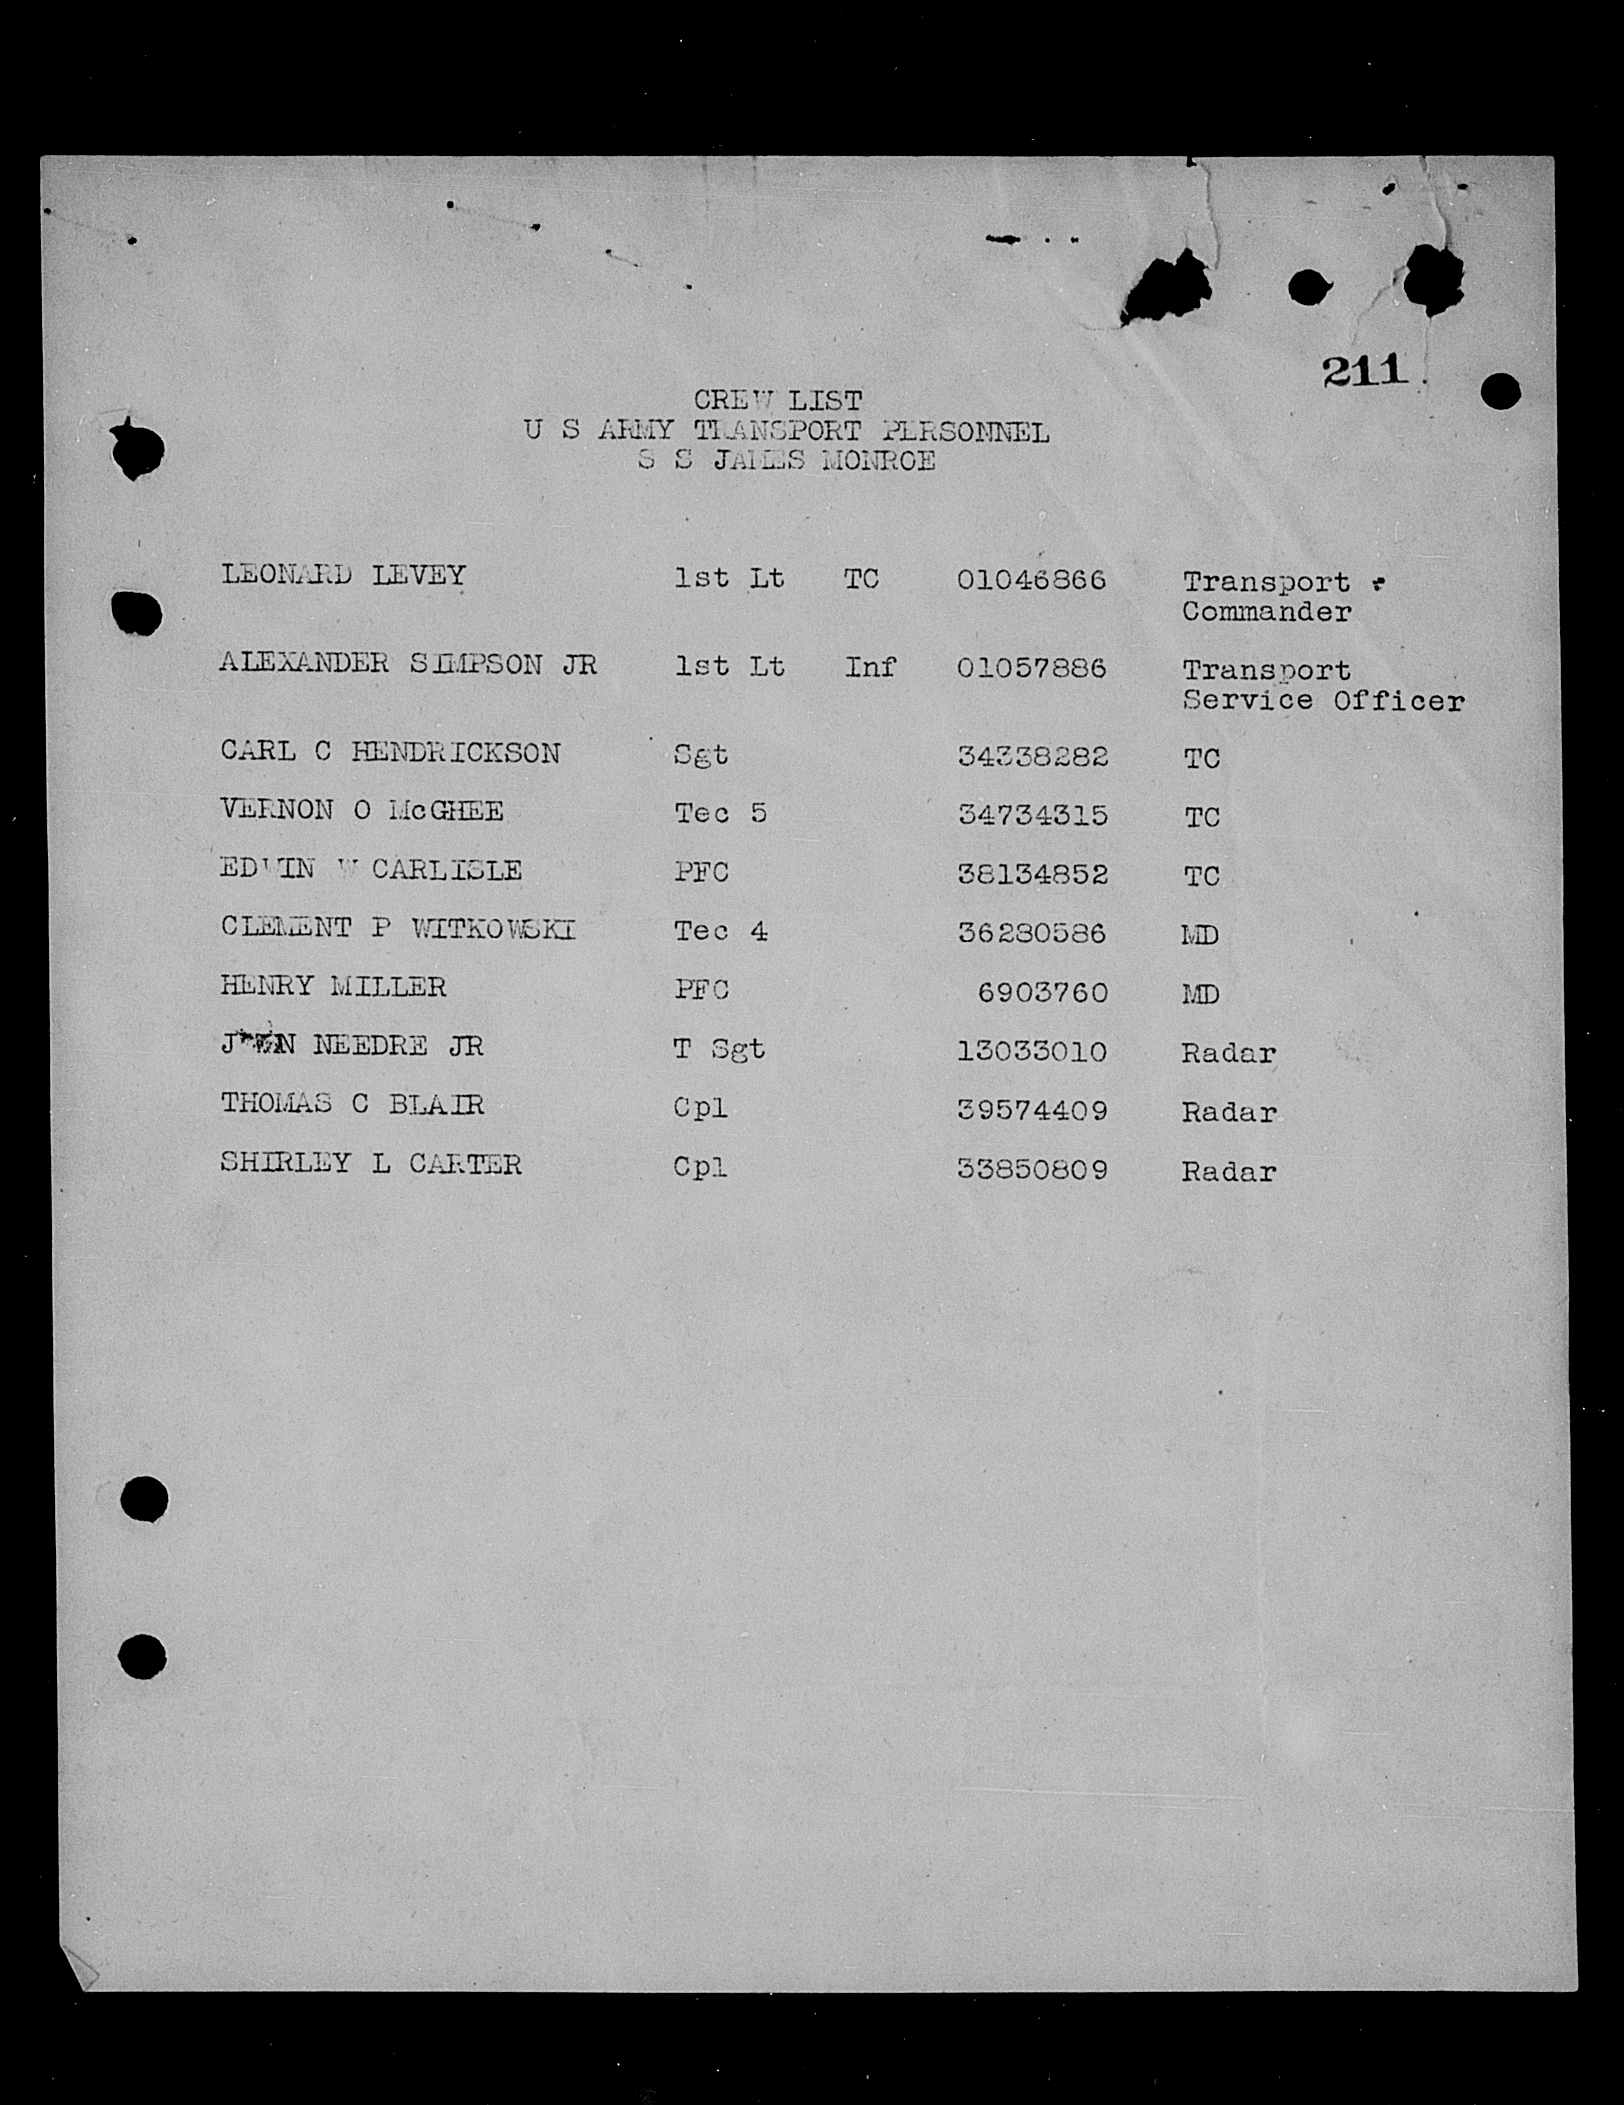 211
CREW LIST
U S ARMY TRANSPORT PERSONNEL
S S JAMES MONROE
LEONARD LEVEY 1st Lt TC 01046866 Transport
Commander
ALEXANDER SIMPSON JR 1st Lt Inf 01057886 Transport
Service Officer
CARL C HENDRICKSON Sgt 34338282 TC
VERNON O McGHEE Tec 5 34734315 TC
EDWIN W CARLISLE PFC 38134852 TC
CLEMENT P WITKOWSKI Tec 4 36280586 MD
HENRY MILLER PFC 6903760 MD
NEEDRE JR T Sgt 13033010 Radar
THOMAS C BLAIR Cpl 39574409 Radar
SHIRLEY L CARTER Cpl 33850809 Radar